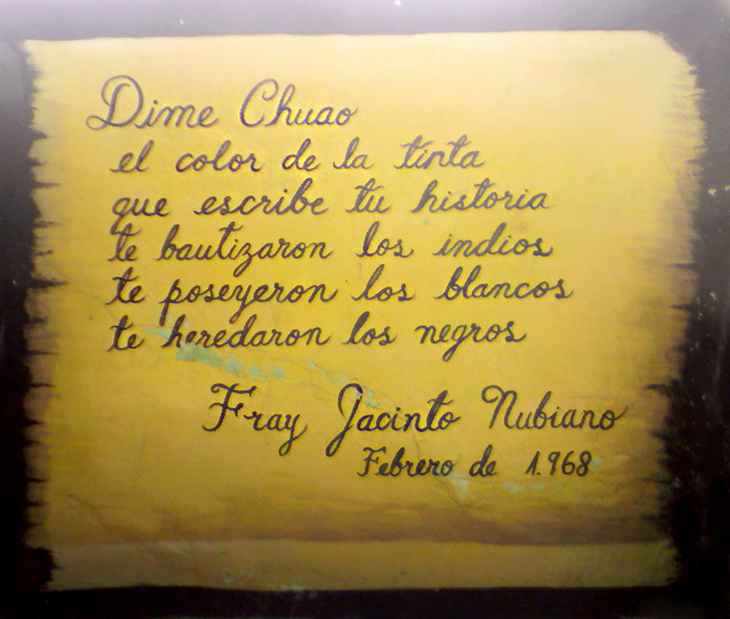 Dime Chuao
el color de la tinta
que escribe tu historia
te bautizaron los indios
te poseyeron los blancos
te heredaron los negros
Fray Jacinto Nubiano
Febrero de 1.968